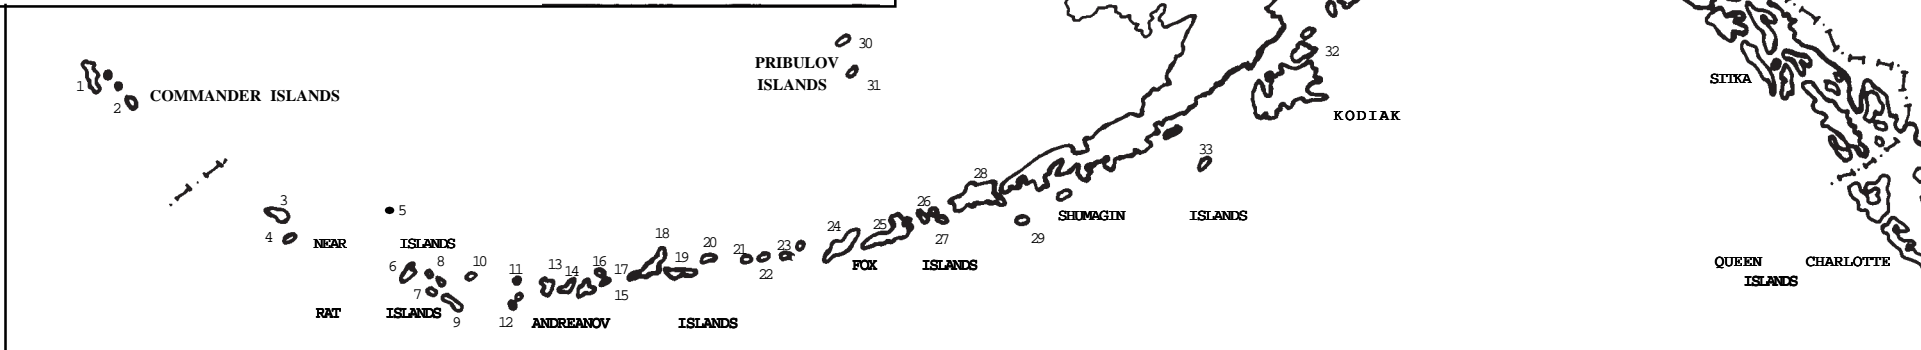 30
PRIBULOV
ISLANDS
31
32
1
2
COMMANDER ISLANDS
SITKA
KODIAK
33
28
3
5
4
NEAR ISLANDS
26
24
25
27
SHUMAGIN ISLANDS
29
18
20
21
23
22
FOX ISLANDS
6
8
10
11
13
14
16
17
19
15
7
9
12
RAT ISLANDS
ANDREANOV ISLANDS
QUEEN CHARLOTTE
ISLANDS